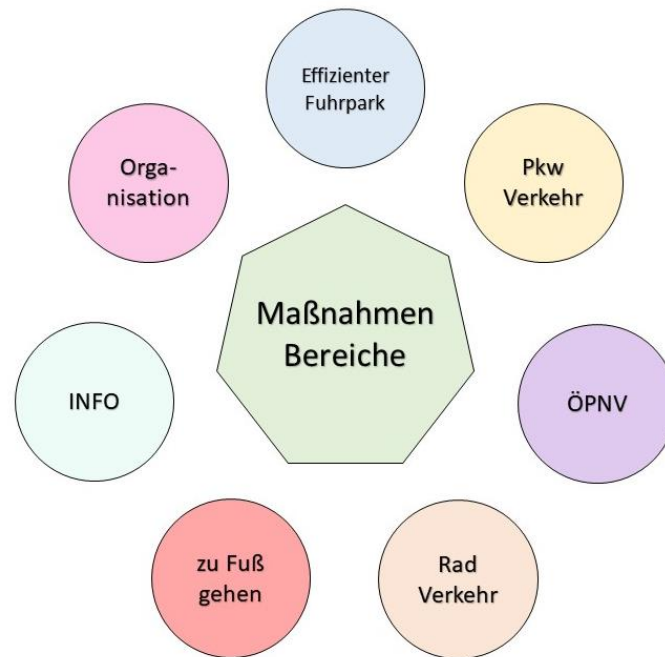 Effizienter
Fuhrpark
Orga-
nisation
Pkw
Verkehr
Maßnahmen
Bereiche
INFO
ÖPNV
zu Fuß
gehen
Rad
Verkehr